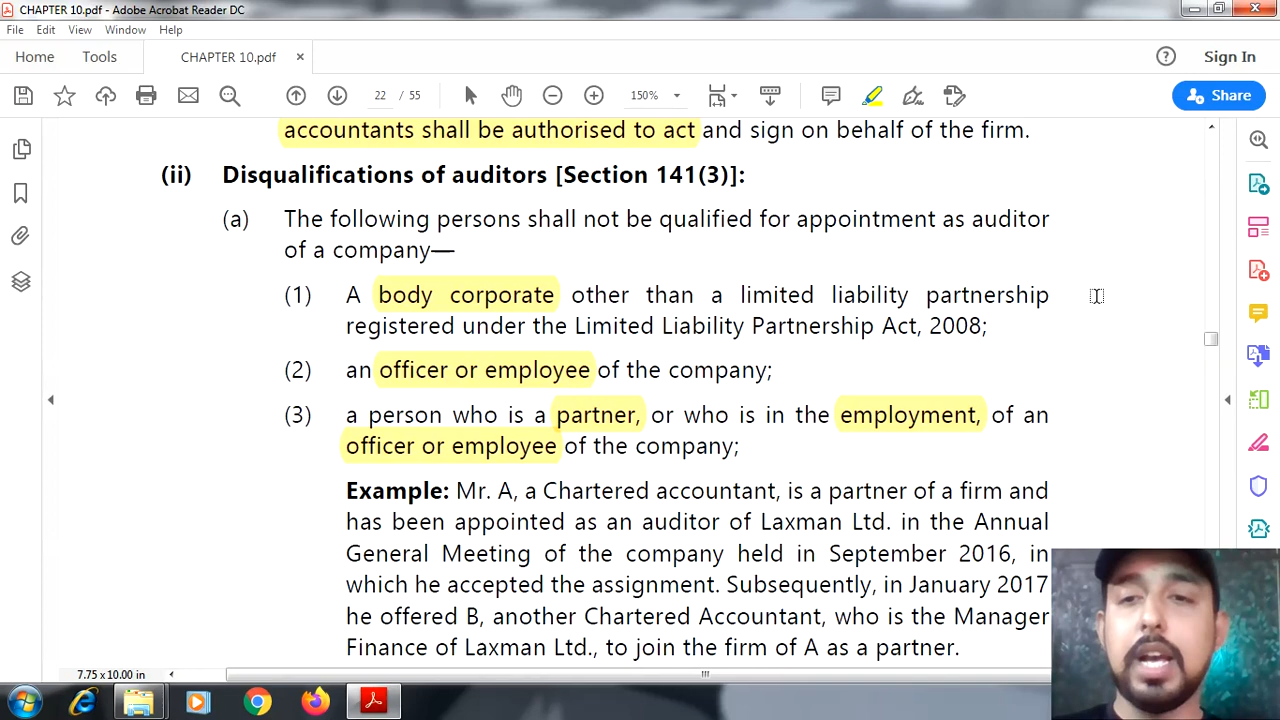 CHAPTER 10.pdf - Adobe Acrobat Reader DC
File Edit View Window Help
Home Tools CHAPTER 10.pdf × ? Sign In
22 / 55 150% Share
accountants shall be authorised to act and sign on behalf of the firm.
(ii) Disqualifications of auditors [Section 141(3)]:
(a) The following persons shall not be qualified for appointment as auditor
of a company—
(1) A body corporate other than a limited liability partnership
registered under the Limited Liability Partnership Act, 2008;
(2) an officer or employee of the company;
(3) a person who is a partner, or who is in the employment, of an
officer or employee of the company;
Example: Mr. A, a Chartered accountant, is a partner of a firm and
has been appointed as an auditor of Laxman Ltd. in the Annual
General Meeting of the company held in September 2016, in
which he accepted the assignment. Subsequently, in January 2017
he offered B, another Chartered Accountant, who is the Manager
Finance of Laxman Ltd., to join the firm of A as a partner.
7.75 x 10.00 in